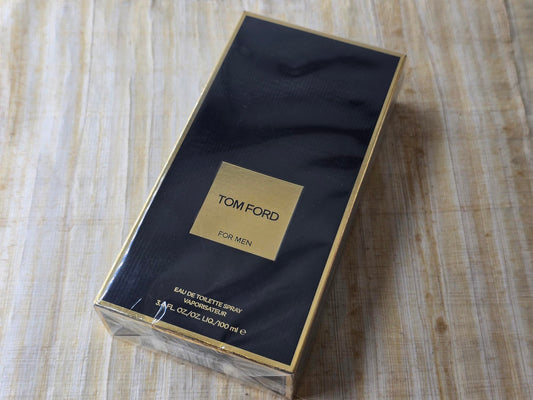 TOM FORD
FOR MEN
EAU DE TOILETTE SPRAY
VAPORISATEUR
3.4 FL. OZ./OZ. LIQ./100 ml ℮